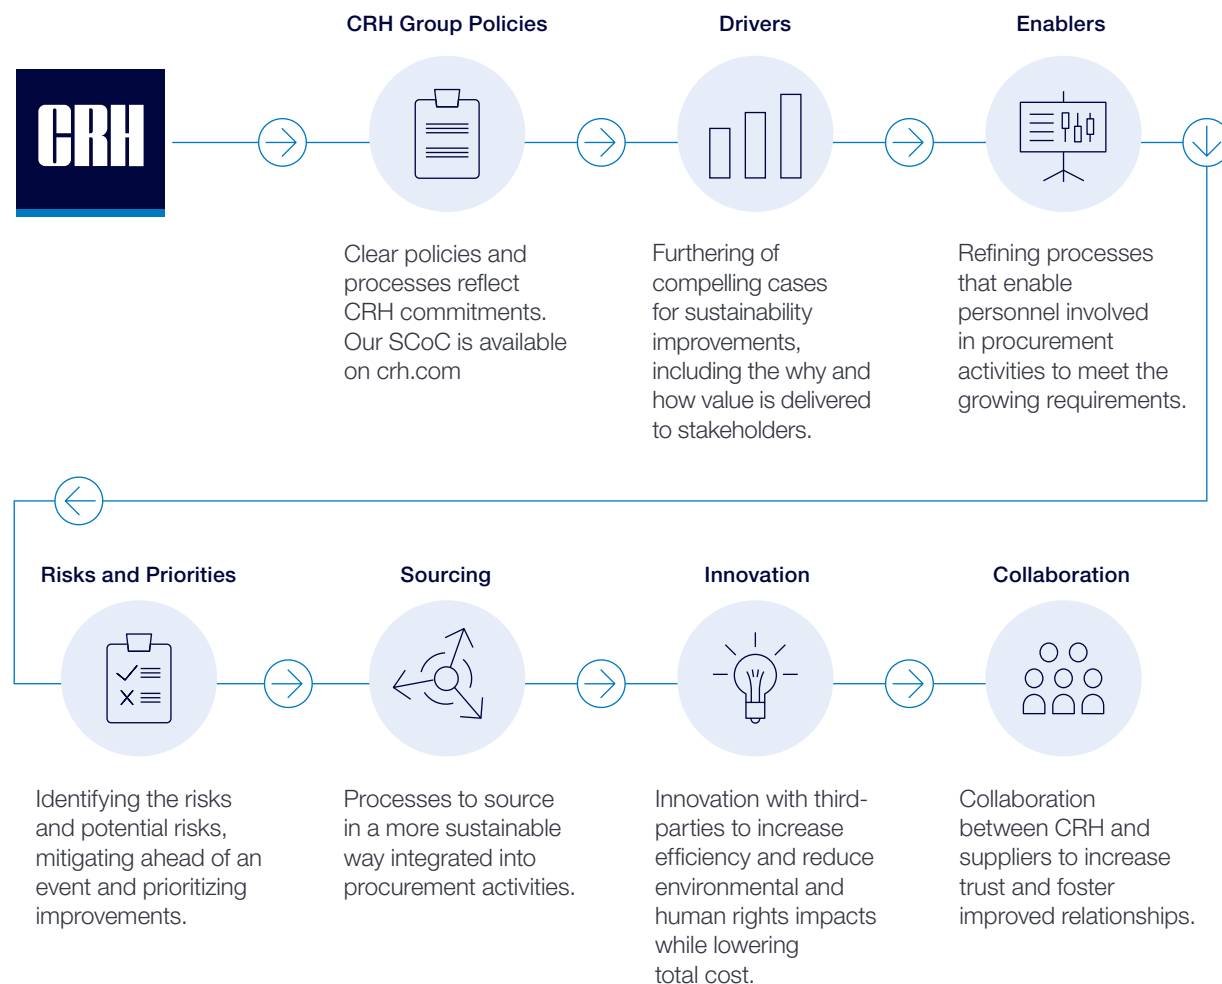 CRH Group Policies
Drivers
Enablers
CRH
Clear policies and
processes reflect
CRH commitments.
Our SCoC is available
on crh.com
Furthering of
compelling cases
for sustainability
improvements,
including the why and
how value is delivered
to stakeholders.
Refining processes
that enable
personnel involved
in procurement
activities to meet the
growing requirements.
Risks and Priorities
Sourcing
Innovation
Collaboration
Identifying the risks
and potential risks,
mitigating ahead of an
event and prioritizing
improvements.
Processes to source
in a more sustainable
way integrated into
procurement activities.
Innovation with third-
parties to increase
efficiency and reduce
environmental and
human rights impacts
while lowering
total cost.
Collaboration
between CRH and
suppliers to increase
trust and foster
improved relationships.